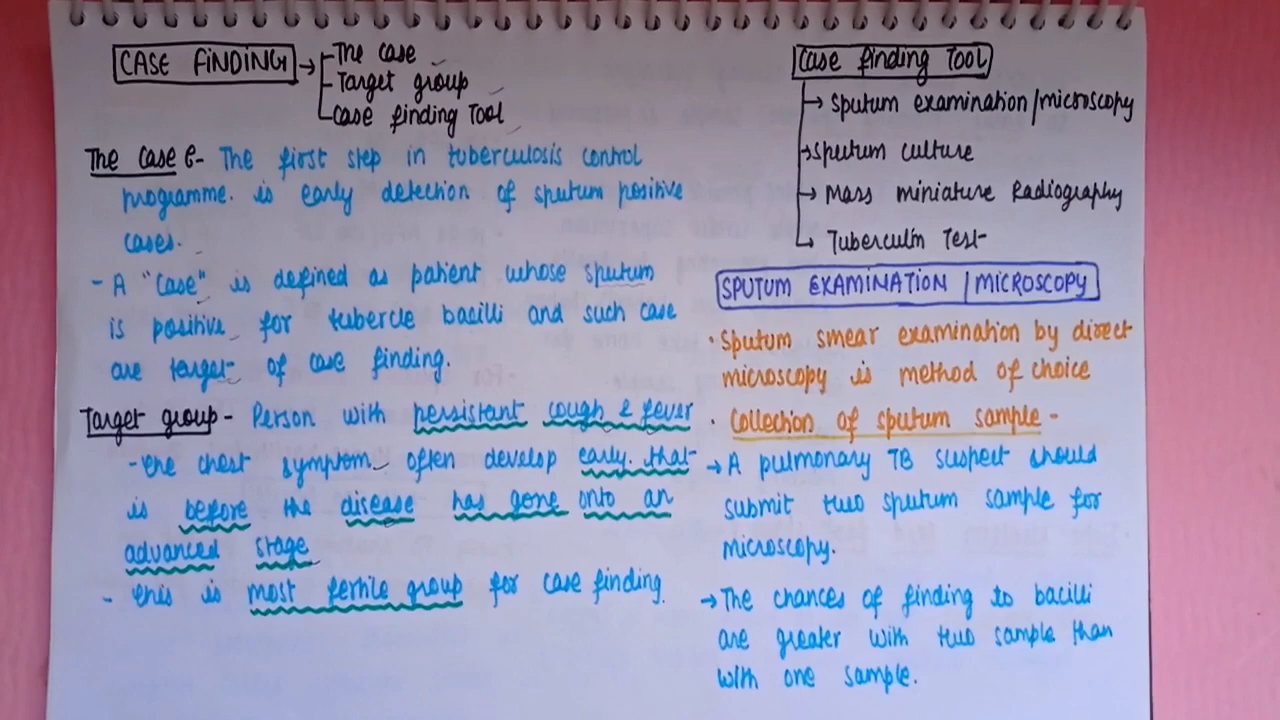 CASE FINDING → The case
Target group
Case finding Tool
The case :- The first step in tuberculosis control
programme. is early detection of sputum positive
cases.
- A "case" is defined as patient whose sputum
is positive for tubercle bacilli and such case
are target of case finding.
Target group - Person with persistant cough & fever
- the chest symptom often develop early that
is before the disease has gone onto an
advanced stage
- this is most fertile group for case finding.
Case finding Tool
→ Sputum examination/microscopy
→ Sputum culture
→ Mass miniature Radiography
→ Tuberculin Test
SPUTUM EXAMINATION / MICROSCOPY
• Sputum smear examination by direct
microscopy is method of choice
• Collection of sputum sample -
→ A pulmonary TB suspect should
submit two sputum sample for
microscopy.
→ The chances of finding to bacilli
are greater with two sample than
with one sample.